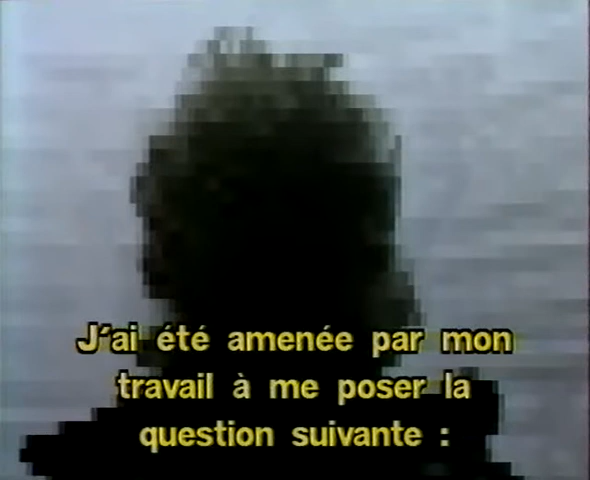 J'ai été amenée par mon
travail à me poser la
question suivante :